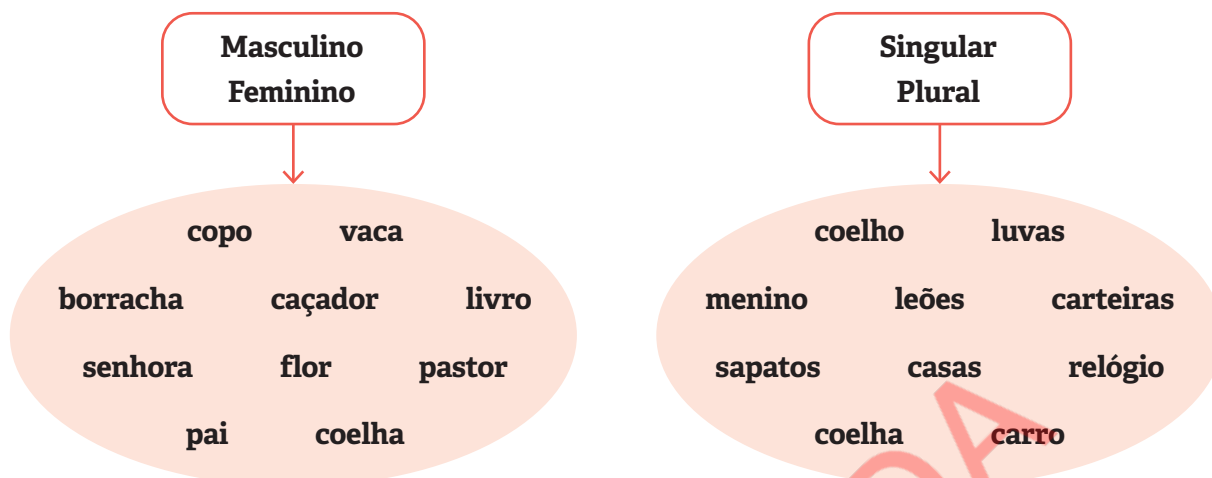 Masculino
Feminino
copo vaca
borracha caçador livro
senhora flor pastor
pai coelha
Singular
Plural
coelho luvas
menino leões carteiras
sapatos casas relógio
coelha carro